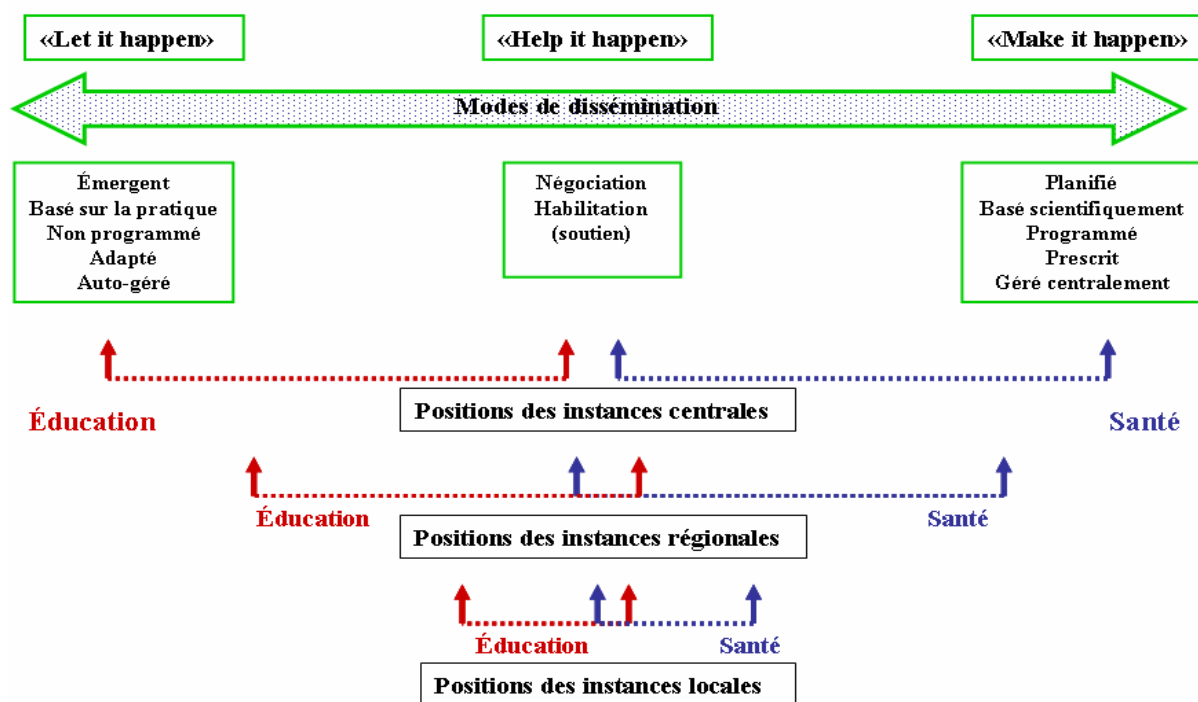 «Let it happen»
«Help it happen»
«Make it happen»
Modes de dissémination
Émergent
Basé sur la pratique
Non programmé
Adapté
Auto-géré
Négociation
Habilitation
(soutien)
Planifié
Basé scientifiquement
Programmé
Prescrit
Géré centralement
Positions des instances centrales
Éducation
Santé
Éducation
Santé
Positions des instances régionales
Éducation
Santé
Positions des instances locales